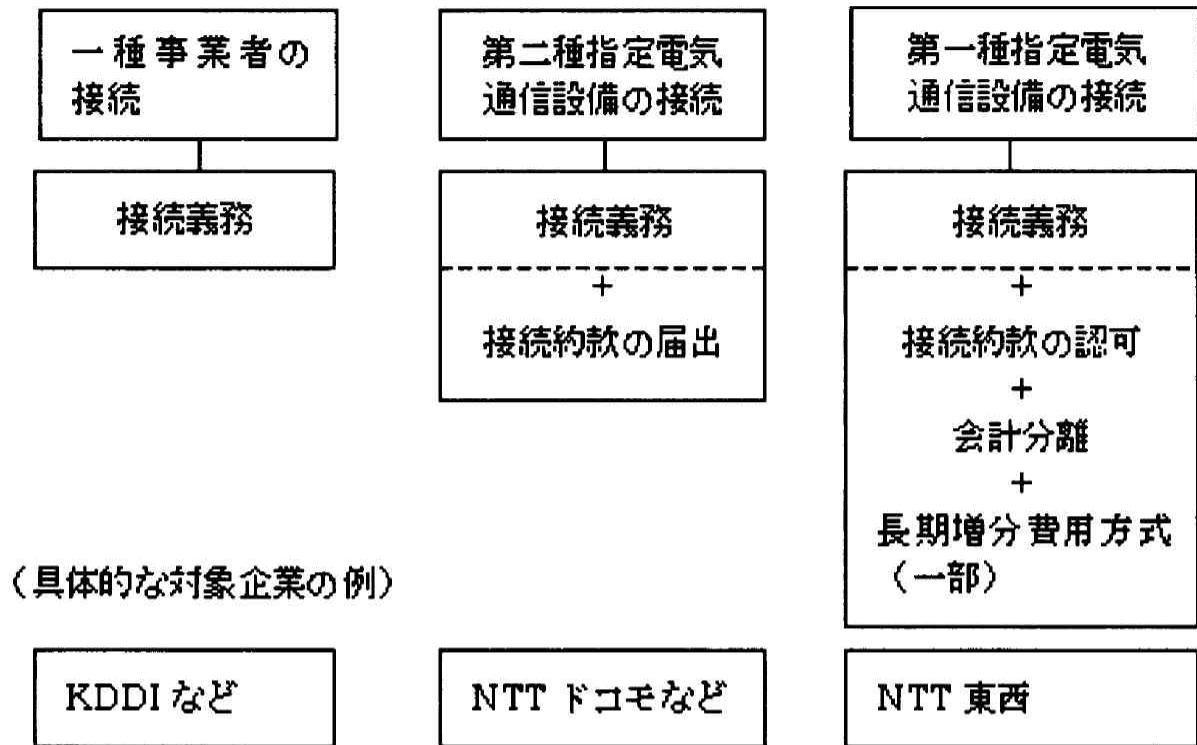 一種事業者の
接続
第二種指定電気
通信設備の接続
第一種指定電気
通信設備の接続
接続義務
接続義務
+
接続約款の届出
接続義務
+
接続約款の認可
+
会計分離
+
長期増分費用方式
（一部）
（具体的な対象企業の例）
KDDIなど
NTTドコモなど
NTT東西